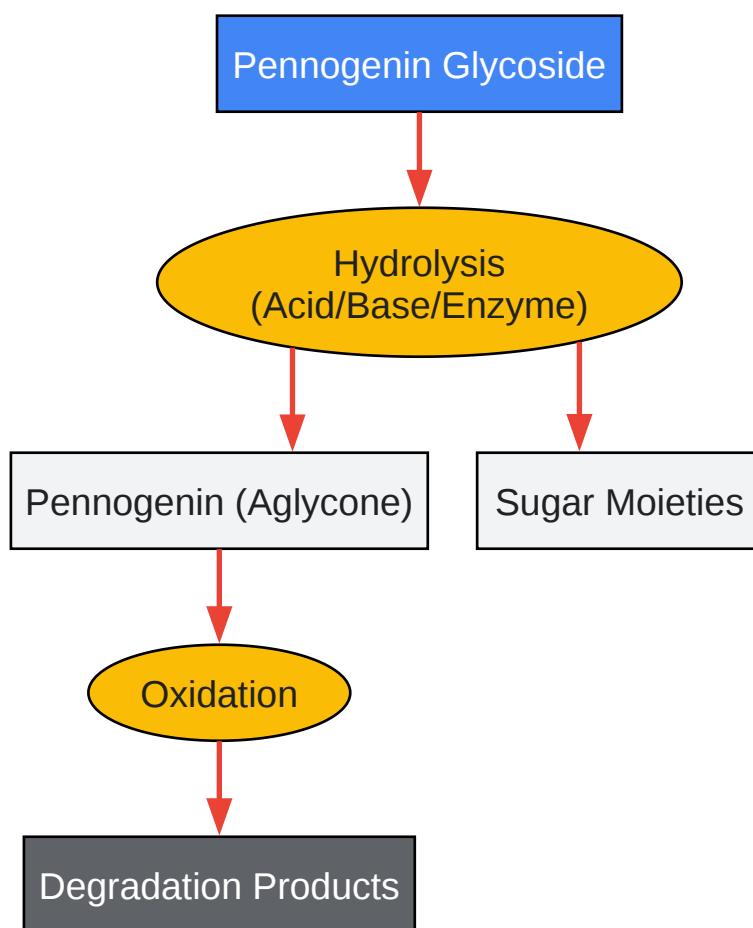 Pennogenin Glycoside
Hydrolysis
(Acid/Base/Enzyme)
Pennogenin (Aglycone)
Sugar Moieties
Oxidation
Degradation Products